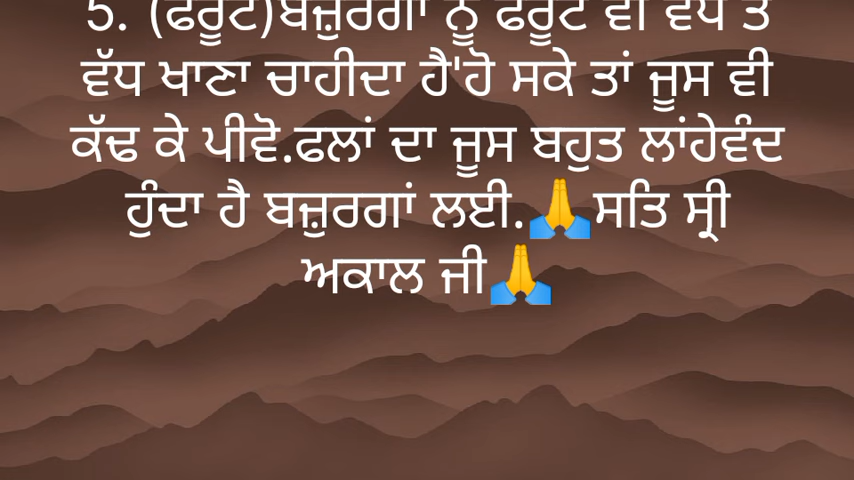 5. (ਫਰੂਟ)ਬਜ਼ੁਰਗਾਂ ਨੂੰ ਫਰੂਟ ਵੀ ਵੱਧ ਤੋਂ
ਵੱਧ ਖਾਣਾ ਚਾਹੀਦਾ ਹੈ'ਹੋ ਸਕੇ ਤਾਂ ਜੂਸ ਵੀ
ਕੱਢ ਕੇ ਪੀਵੋ.ਫਲਾਂ ਦਾ ਜੂਸ ਬਹੁਤ ਲਾਂਹੇਵੰਦ
ਹੁੰਦਾ ਹੈ ਬਜ਼ੁਰਗਾਂ ਲਈ.🙏ਸਤਿ ਸ੍ਰੀ
ਅਕਾਲ ਜੀ🙏